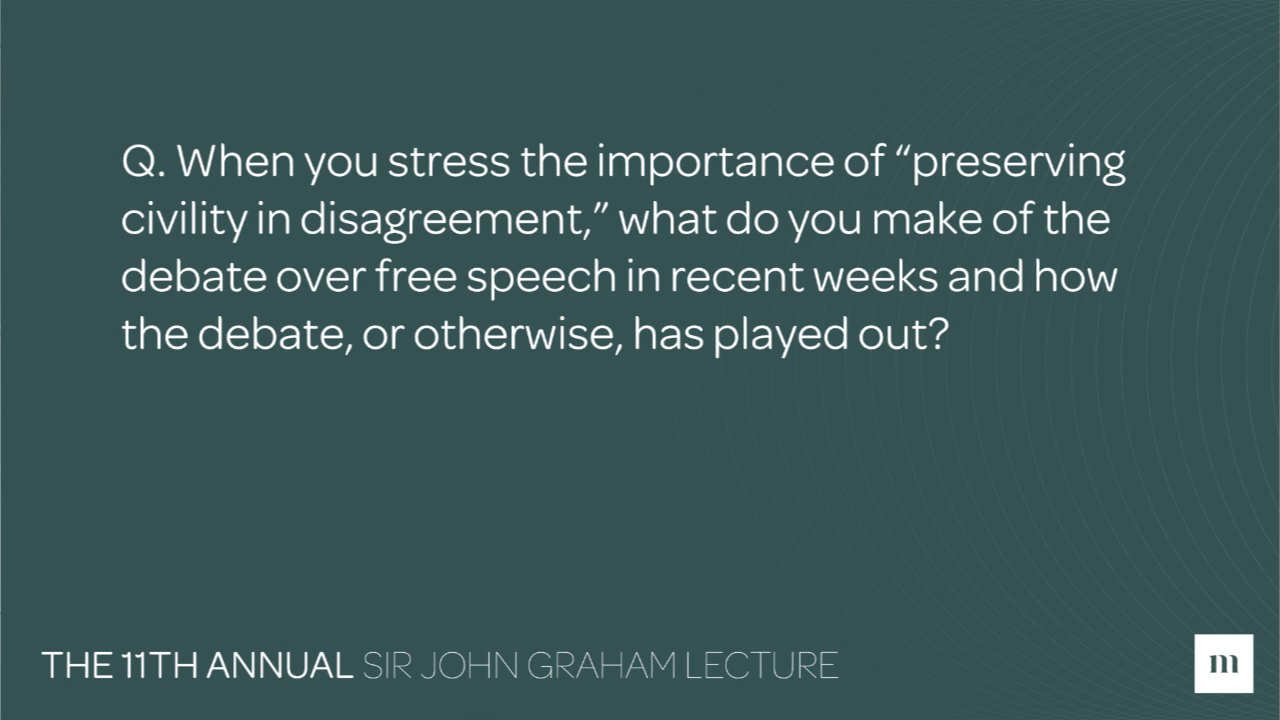 Q. When you stress the importance of “preserving
civility in disagreement,” what do you make of the
debate over free speech in recent weeks and how
the debate, or otherwise, has played out?
THE 11TH ANNUAL SIR JOHN GRAHAM LECTURE
m